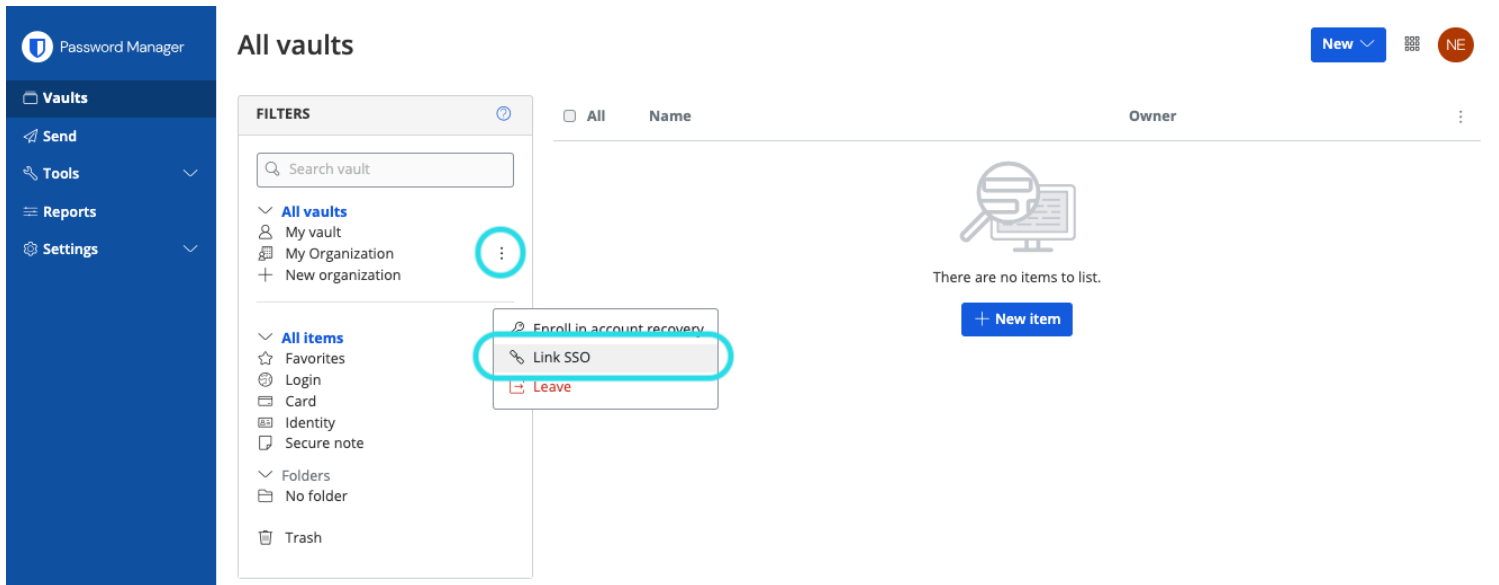 Password Manager
Vaults
Send
Tools
Reports
Settings
All vaults
New
NE
FILTERS
Search vault
All vaults
My vault
My Organization
New organization
All items
Favorites
Login
Card
Identity
Secure note
Folders
No folder
Trash
Enroll in account recovery
Link SSO
Leave
All Name Owner
There are no items to list.
New item